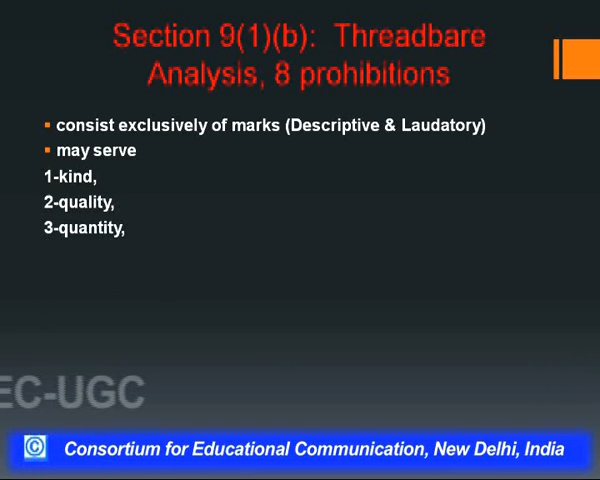 Section 9(1)(b): Threadbare
Analysis, 8 prohibitions
consist exclusively of marks (Descriptive & Laudatory)
may serve
1-kind,
2-quality,
3-quantity,
EC-UGC
© Consortium for Educational Communication, New Delhi, India